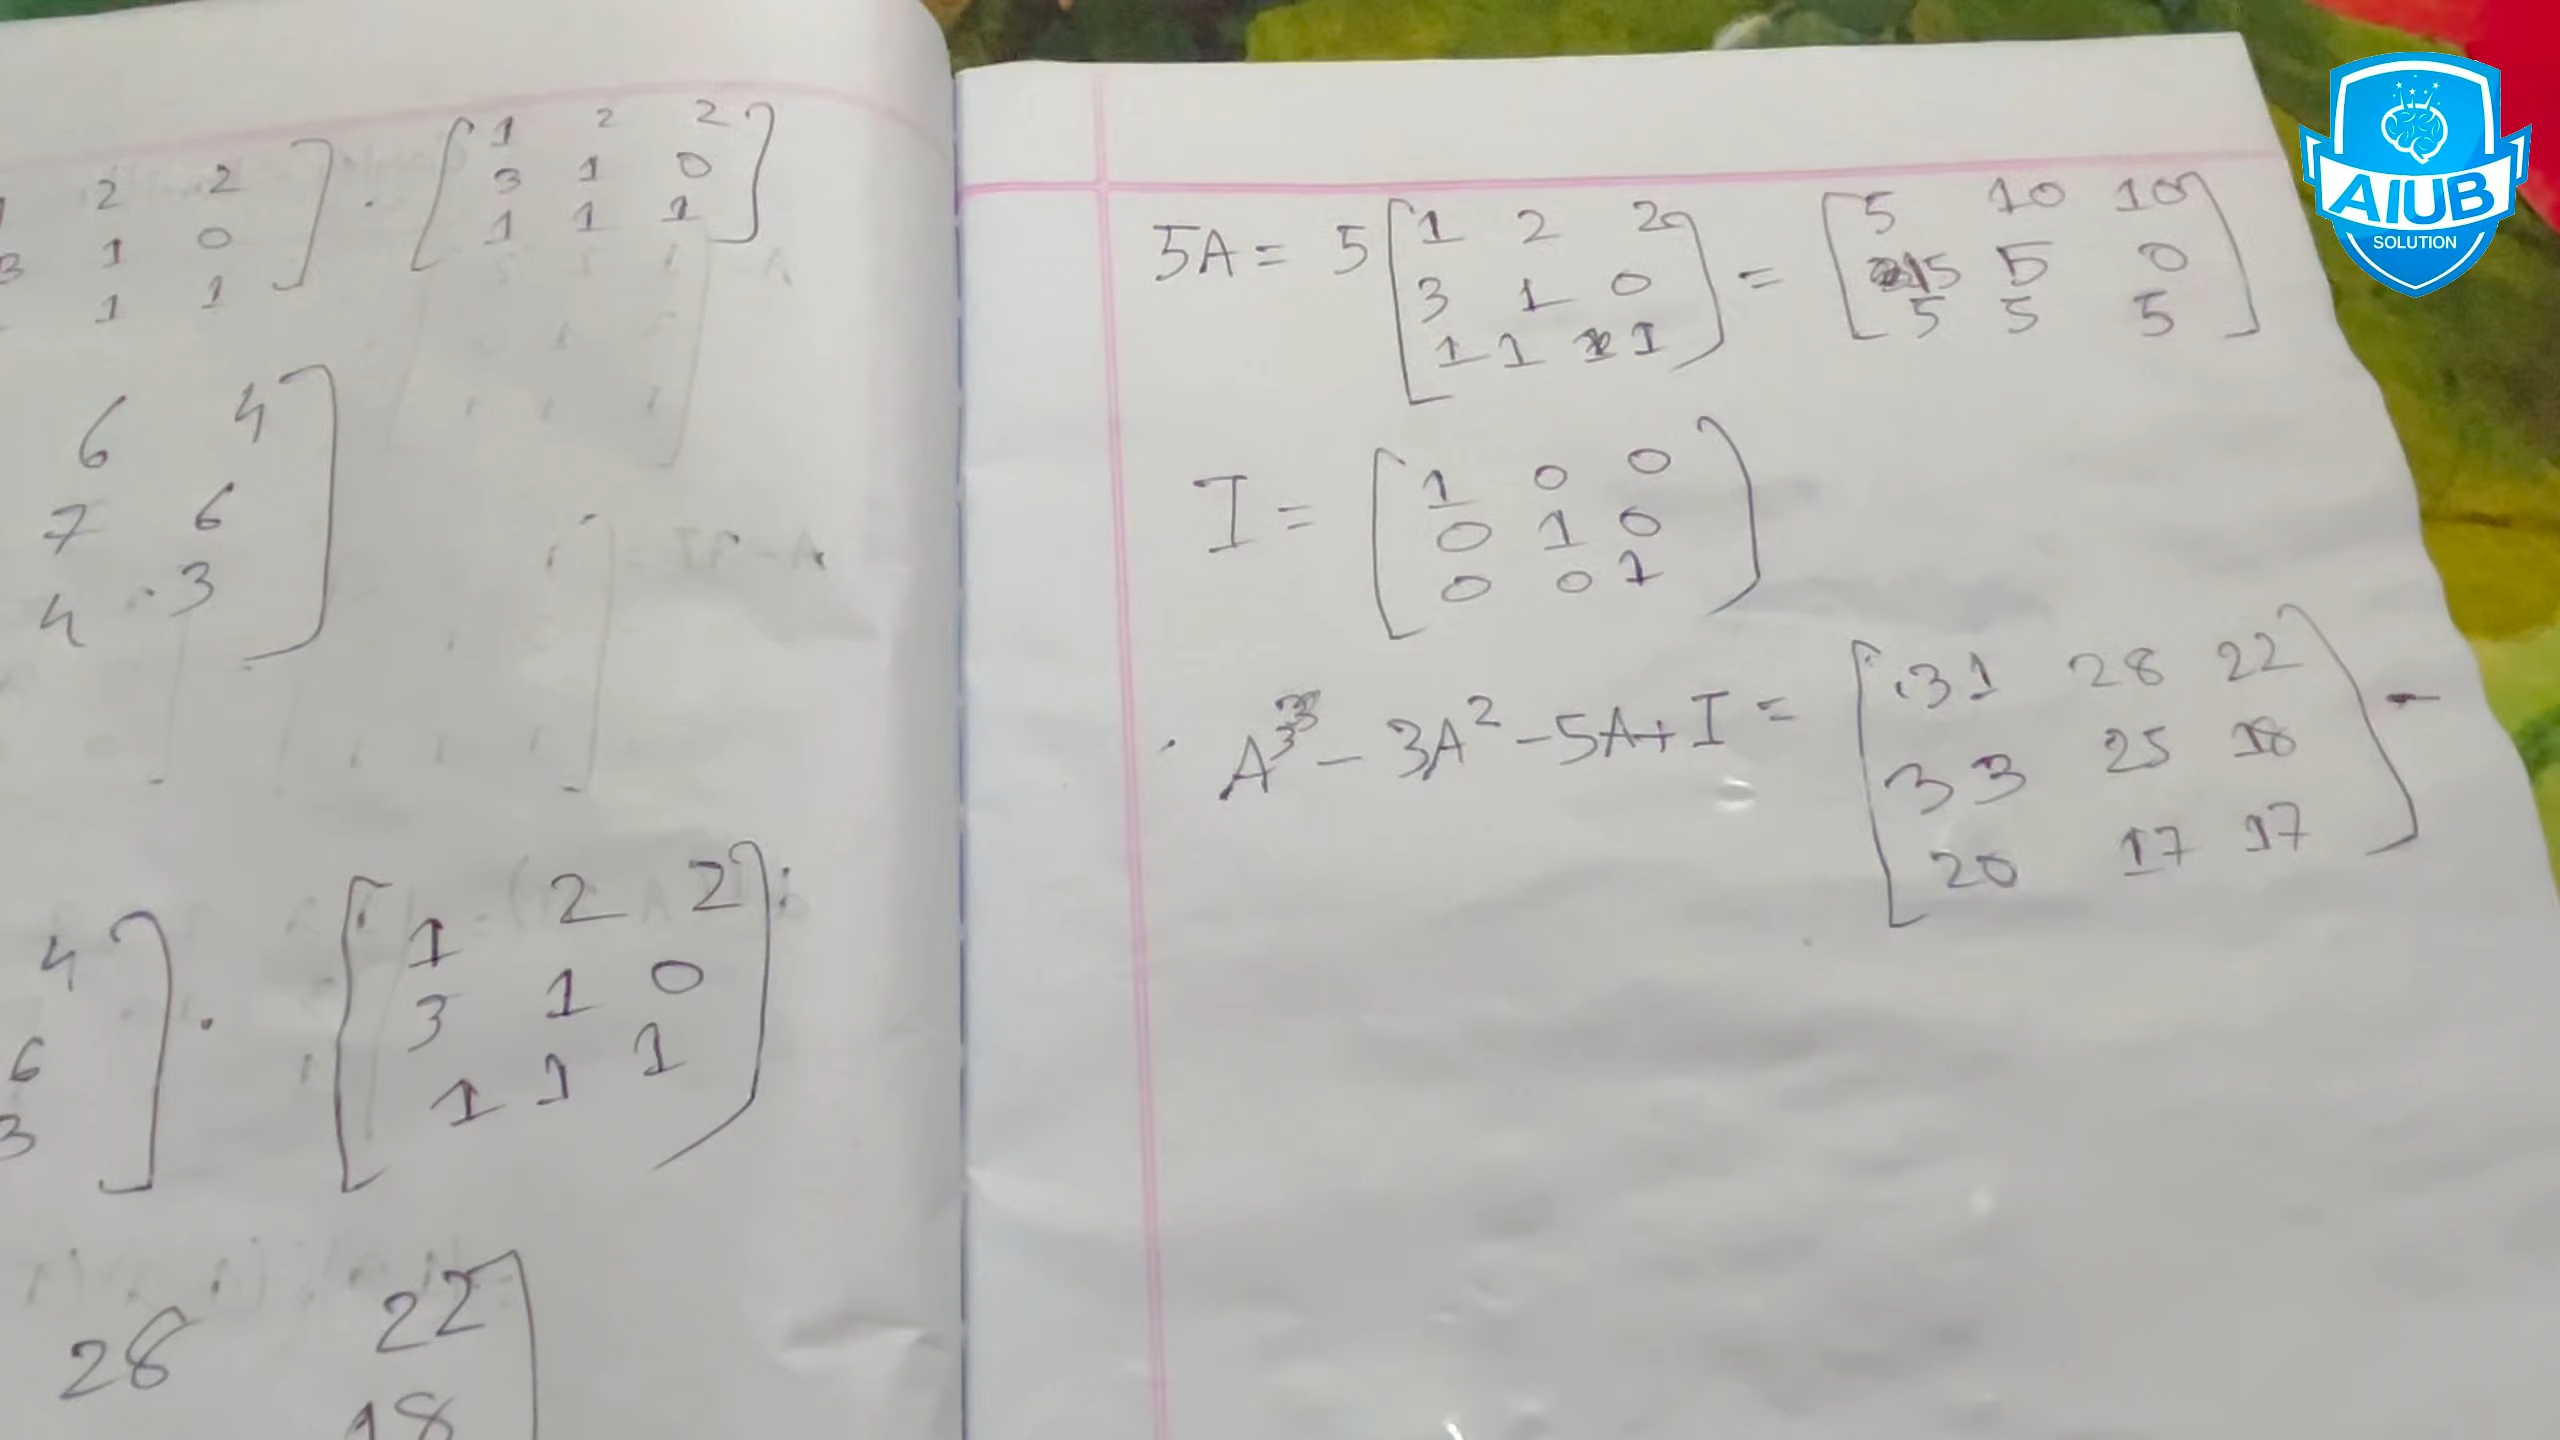 2 2 ] . [ 1 2 2
3 1 0 3 1 0
1 1 ] 1 1 1 ]
6 4
7 6
4 . 3 ]
4 1 2 2
6 . 3 1 0
3 ] [ 1 1 1 ]
28 22
18
5A = 5 [ 1 2 2 = [ 5 10 10
3 1 0 15 5 0
1 1 1 ] 5 5 5 ]
I = [ 1 0 0
0 1 0
0 0 1 ]
A³ - 3A² - 5A + I = [ 31 28 22 -
33 25 18
20 17 17 ]
AIUB
SOLUTION